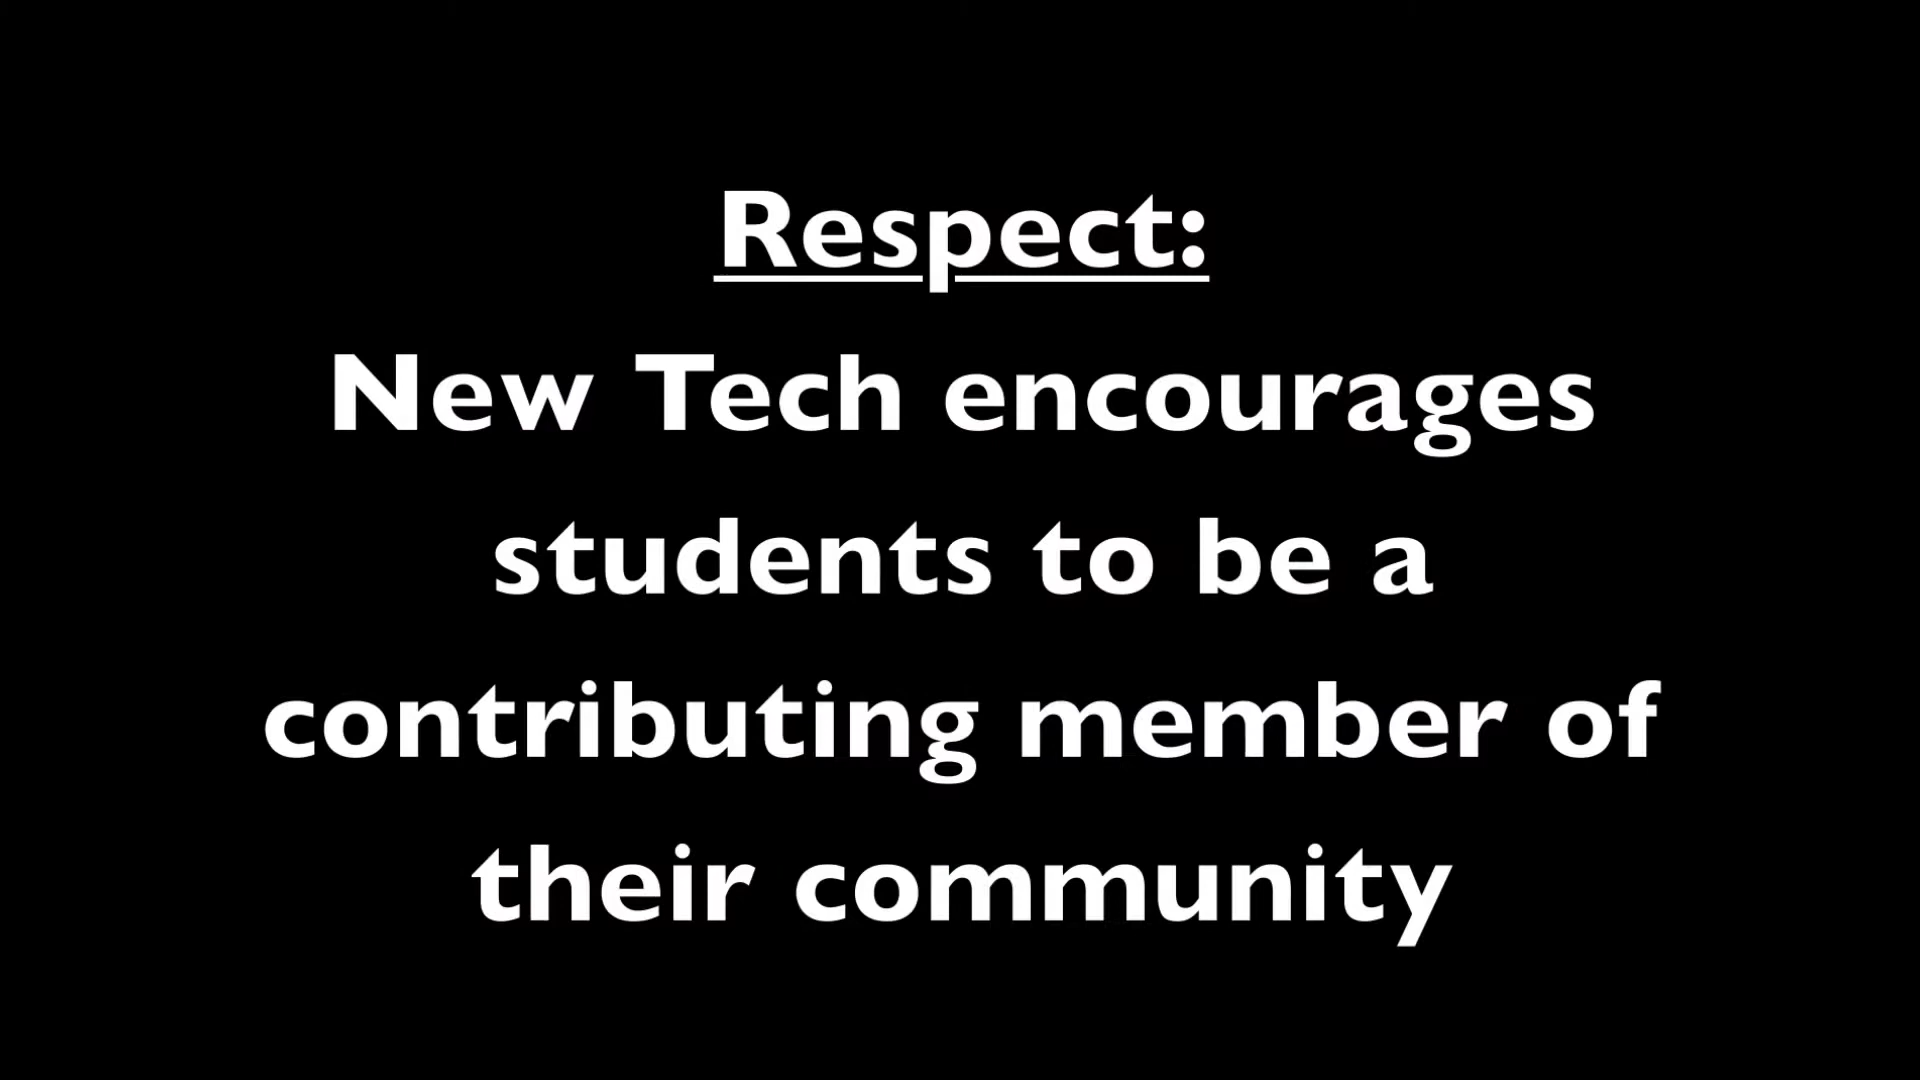 Respect:
New Tech encourages
students to be a
contributing member of
their community